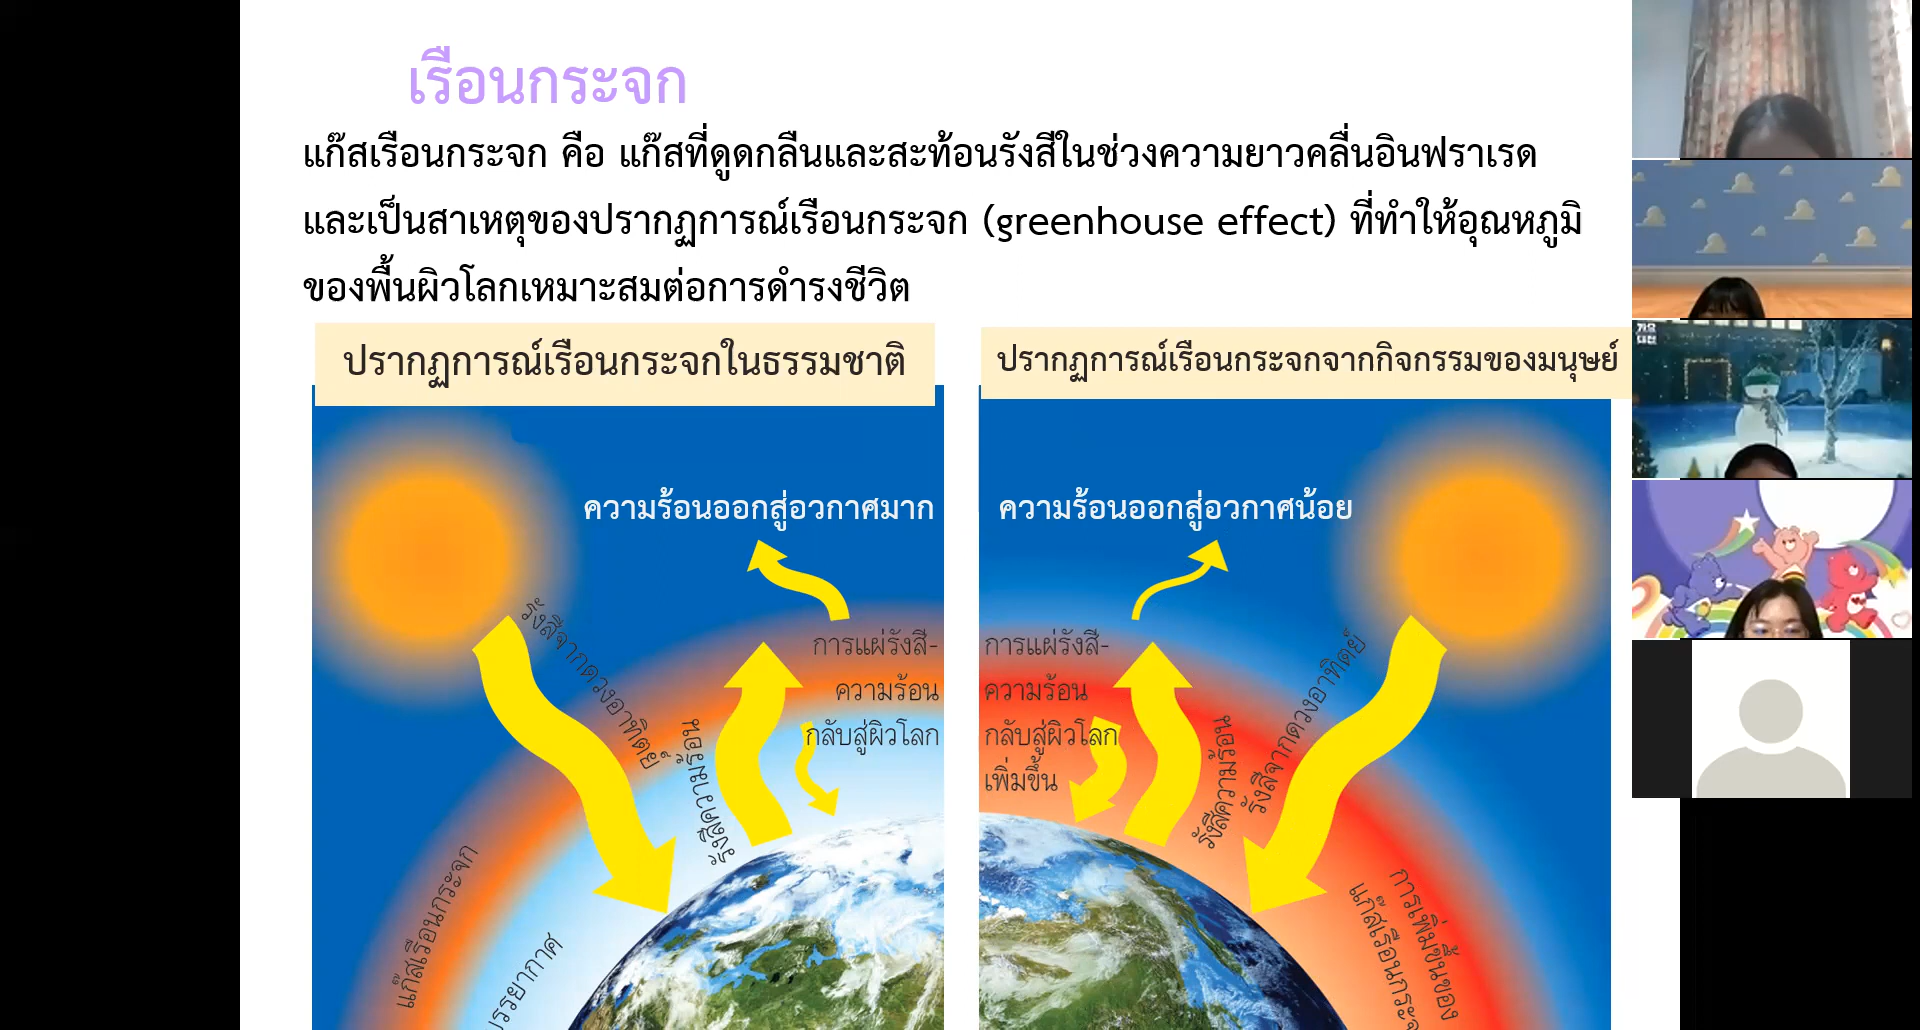 เรือนกระจก
แก๊สเรือนกระจก คือ แก๊สที่ดูดกลืนและสะท้อนรังสีในช่วงความยาวคลื่นอินฟราเรด
และเป็นสาเหตุของปรากฏการณ์เรือนกระจก (greenhouse effect) ที่ทำให้อุณหภูมิ
ของพื้นผิวโลกเหมาะสมต่อการดำรงชีวิต
ปรากฏการณ์เรือนกระจกในธรรมชาติ
ความร้อนออกสู่อวกาศมาก
รังสีจากดวงอาทิตย์
รังสีความร้อน
การแผ่รังสี-
ความร้อน
กลับสู่ผิวโลก
แก๊สเรือนกระจก
บรรยากาศ
ปรากฏการณ์เรือนกระจกจากกิจกรรมของมนุษย์
ความร้อนออกสู่อวกาศน้อย
การแผ่รังสี-
ความร้อน
กลับสู่ผิวโลก
เพิ่มขึ้น
รังสีความร้อน
รังสีจากดวงอาทิตย์
การเพิ่มขึ้นของ
แก๊สเรือนกระจ
가요
대전